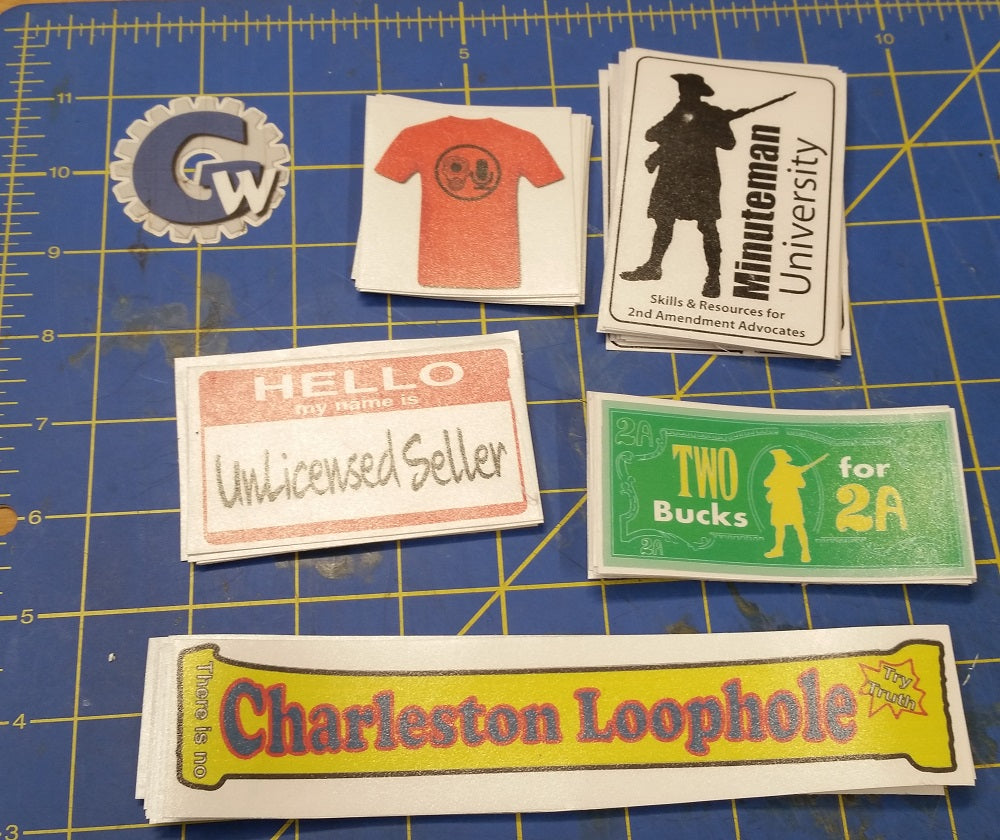 5
10
11
10
9
8
7
6
5
4
3
GW
Minuteman
University
Skills & Resources for
2nd Amendment Advocates
HELLO
my name is
UnLicensed Seller
2A
TWO
Bucks
for
2A
2A
There is no
Charleston Loophole
Try
Truth